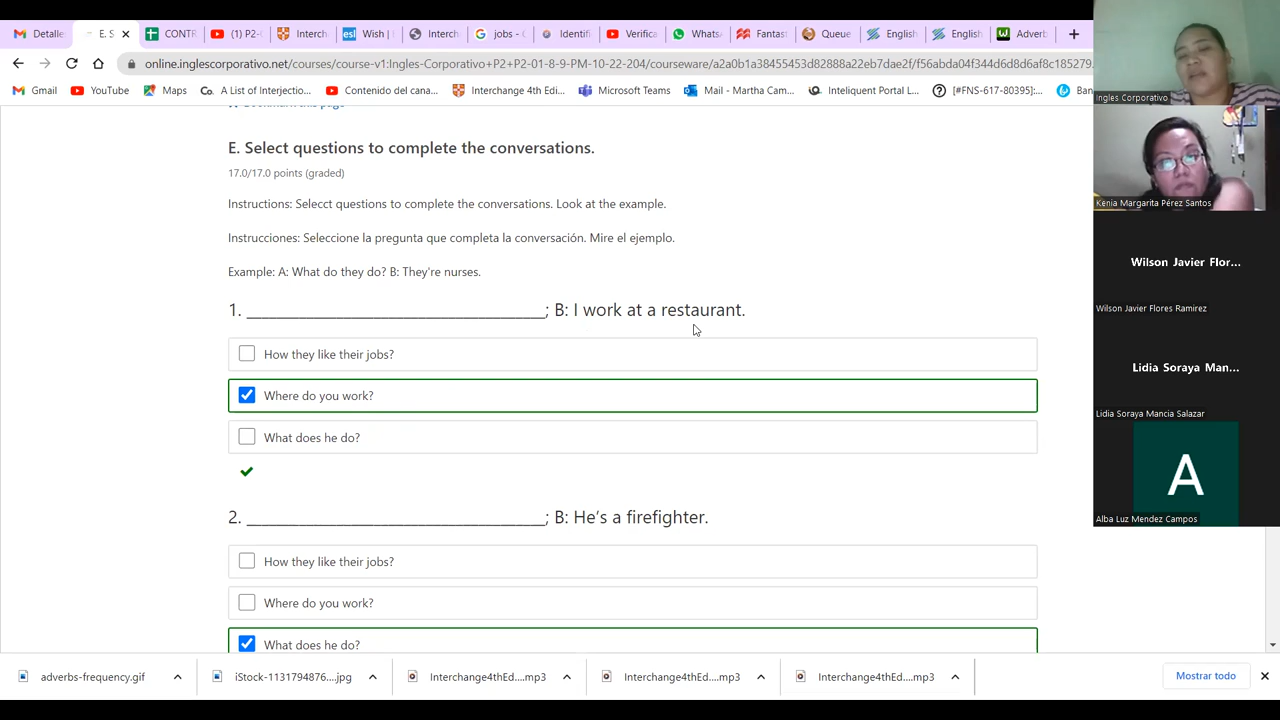 Detalle
E. S
CONTR
(1) P2-
Interch
Wish |
Interch
jobs - G
Identifi
Verifica
Whats
Fantas
Queue
English
English
Adverb
online.inglescorporativo.net/courses/course-v1:Ingles-Corporativo+P2+P2-01-8-9-PM-10-22-204/courseware/a2a0b1a38455453d82888a22eb7dae2f/f56abda04f344d6d8d6af8c185279
Gmail
YouTube
Maps
A List of Interjectio...
Contenido del cana...
Interchange 4th Edi...
Microsoft Teams
Mail - Martha Cam...
Inteliquent Portal L...
[#FNS-617-80395]:...
Ban
Bookmark this page
E. Select questions to complete the conversations.
17.0/17.0 points (graded)
Instructions: Selecct questions to complete the conversations. Look at the example.
Instrucciones: Seleccione la pregunta que completa la conversación. Mire el ejemplo.
Example: A: What do they do? B: They're nurses.
1. ______________________________; B: I work at a restaurant.
How they like their jobs?
Where do you work?
What does he do?
2. ______________________________; B: He's a firefighter.
How they like their jobs?
Where do you work?
What does he do?
Ingles Corporativo
Kenia Margarita Pérez Santos
Wilson Javier Flor...
Wilson Javier Flores Ramirez
Lidia Soraya Man...
Lidia Soraya Mancia Salazar
A
Alba Luz Mendez Campos
adverbs-frequency.gif
iStock-1131794876....jpg
Interchange4thEd....mp3
Interchange4thEd....mp3
Interchange4thEd....mp3
Mostrar todo